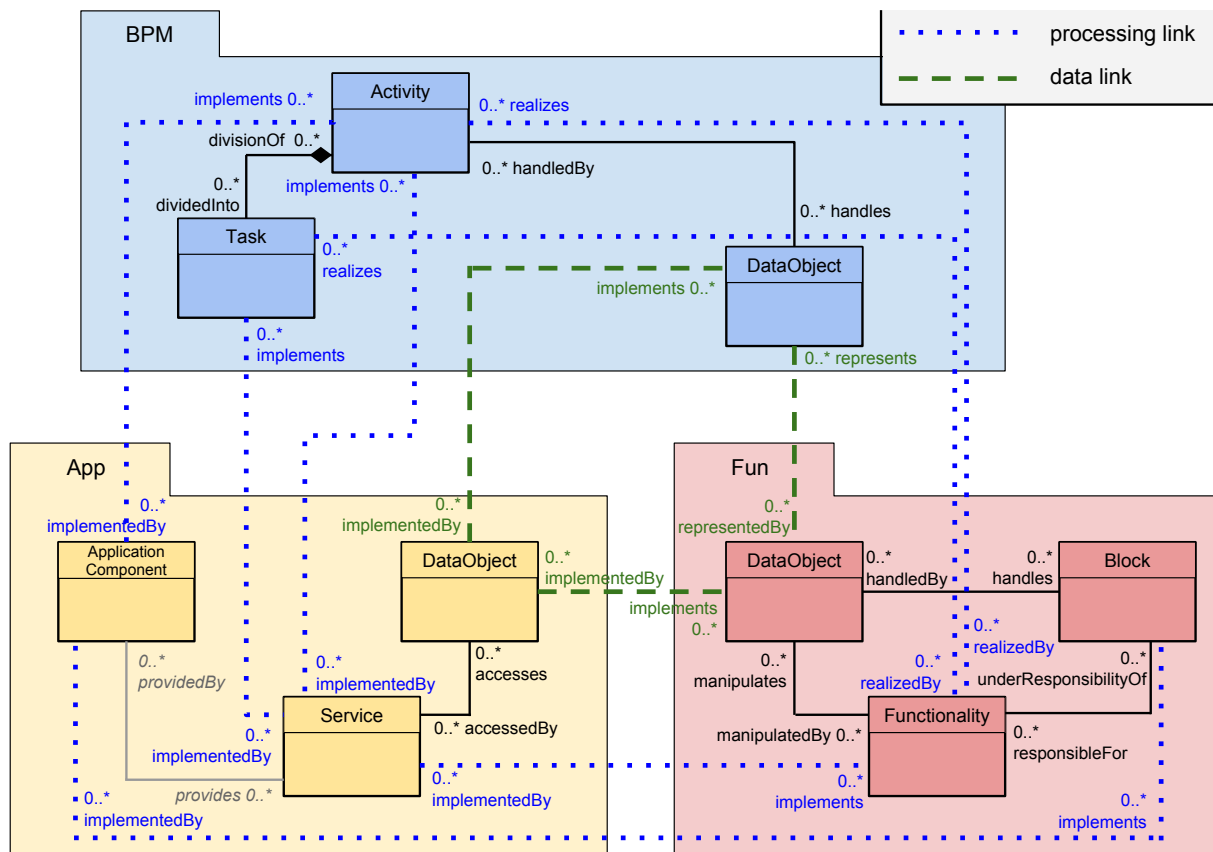 BPM
processing link
data link
Activity
implements 0..*
0..* realizes
divisionOf 0..*
0..* handledBy
implements 0..*
0..*
dividedInto
0..* handles
Task
0..*
realizes
DataObject
implements 0..*
0..*
implements
0..* represents
App
Fun
0..*
implementedBy
0..*
implementedBy
0..*
representedBy
Application
Component
DataObject
0..*
implementedBy
implements
0..*
DataObject
0..*
handledBy
0..*
handles
Block
0..*
providedBy
0..*
implementedBy
0..*
accesses
0..*
manipulates
0..*
realizedBy
0..*
realizedBy
0..*
underResponsibilityOf
Service
0..* accessedBy
Functionality
manipulatedBy 0..*
0..*
responsibleFor
0..*
implementedBy
provides 0..*
0..*
implementedBy
0..*
implementedBy
0..*
implements
0..*
implements